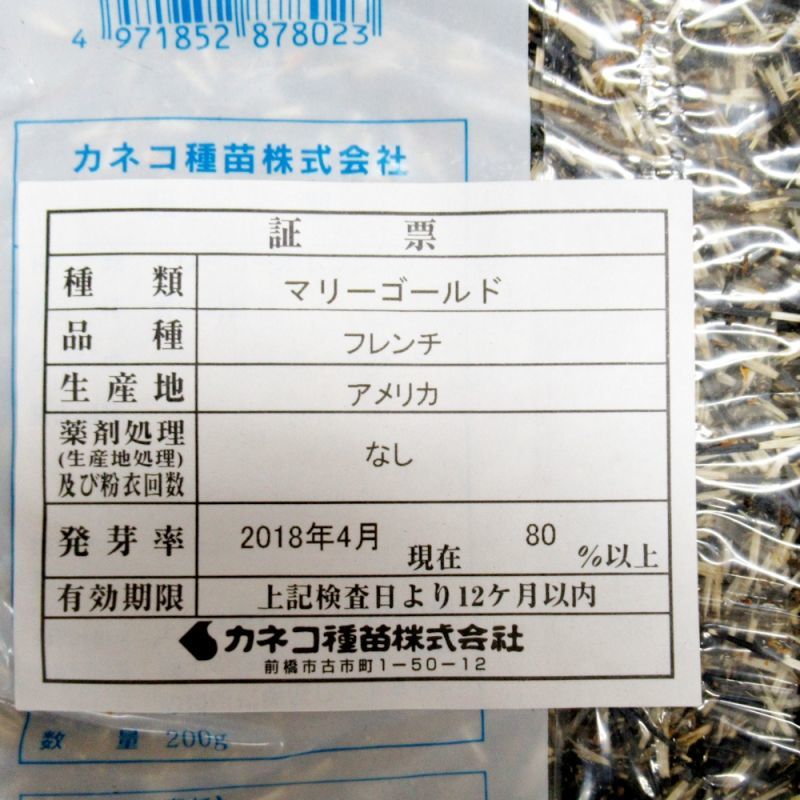 4 971852 878023
カネコ種苗株式会社
証票
種類 マリーゴールド
品種 フレンチ
生産地 アメリカ
薬剤処理
(生産地処理)
及び粉衣回数 なし
発芽率 2018年4月 現在 80 %以上
有効期限 上記検査日より12ケ月以内
カネコ種苗株式会社
前橋市古市町1-50-12
数量 200g